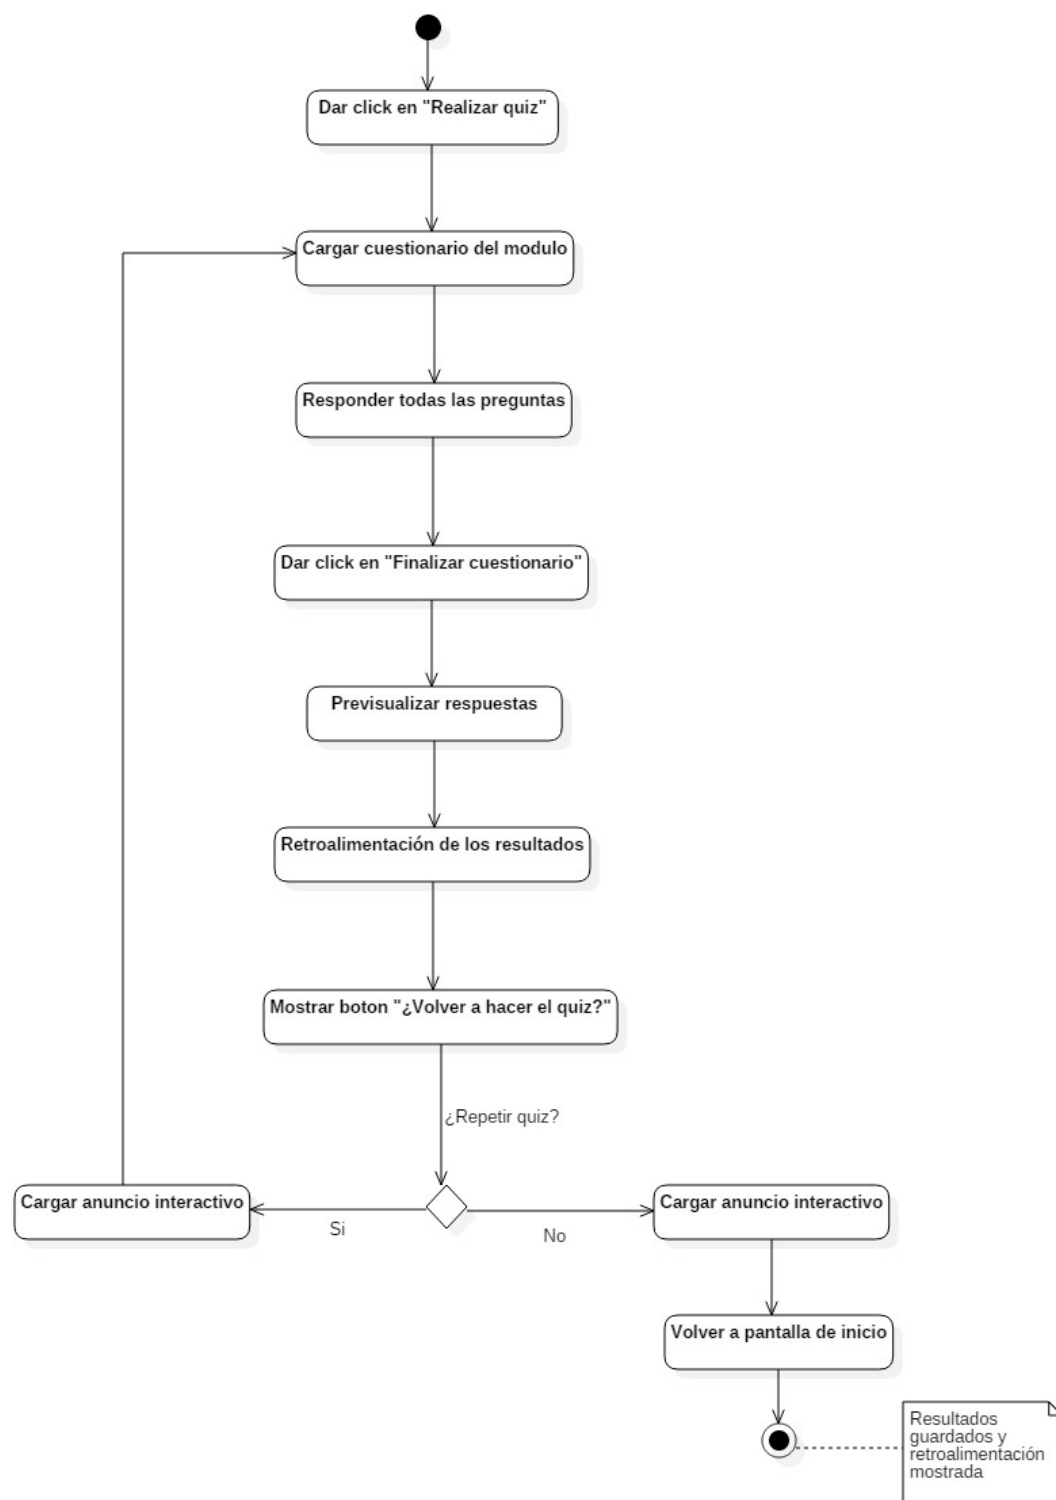 Dar click en "Realizar quiz"
Cargar cuestionario del modulo
Responder todas las preguntas
Dar click en "Finalizar cuestionario"
Previsualizar respuestas
Retroalimentación de los resultados
Mostrar boton "¿Volver a hacer el quiz?"
¿Repetir quiz?
Cargar anuncio interactivo
Si
No
Cargar anuncio interactivo
Volver a pantalla de inicio
Resultados
guardados y
retroalimentación
mostrada